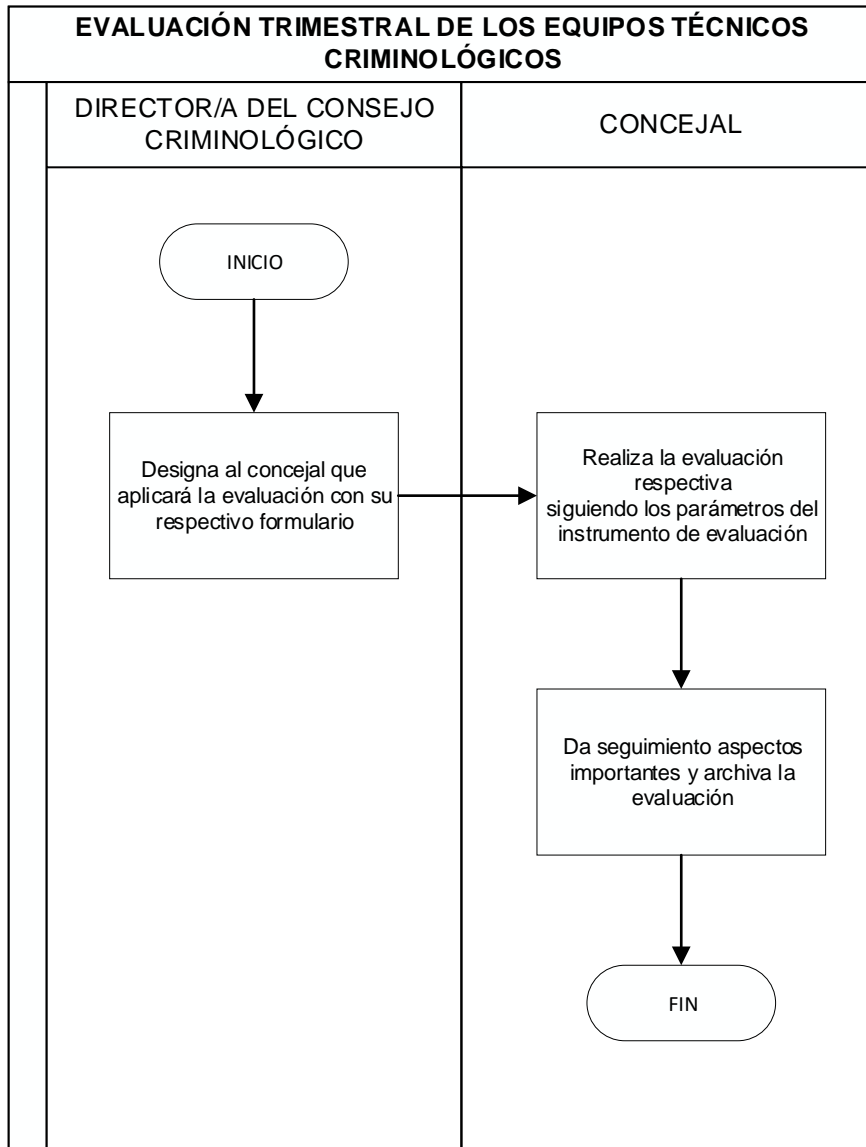 EVALUACIÓN TRIMESTRAL DE LOS EQUIPOS TÉCNICOS
CRIMINOLÓGICOS
DIRECTOR/A DEL CONSEJO
CRIMINOLÓGICO
CONCEJAL
INICIO
Designa al concejal que
aplicará la evaluación con su
respectivo formulario
Realiza la evaluación
respectiva
siguiendo los parámetros del
instrumento de evaluación
Da seguimiento aspectos
importantes y archiva la
evaluación
FIN